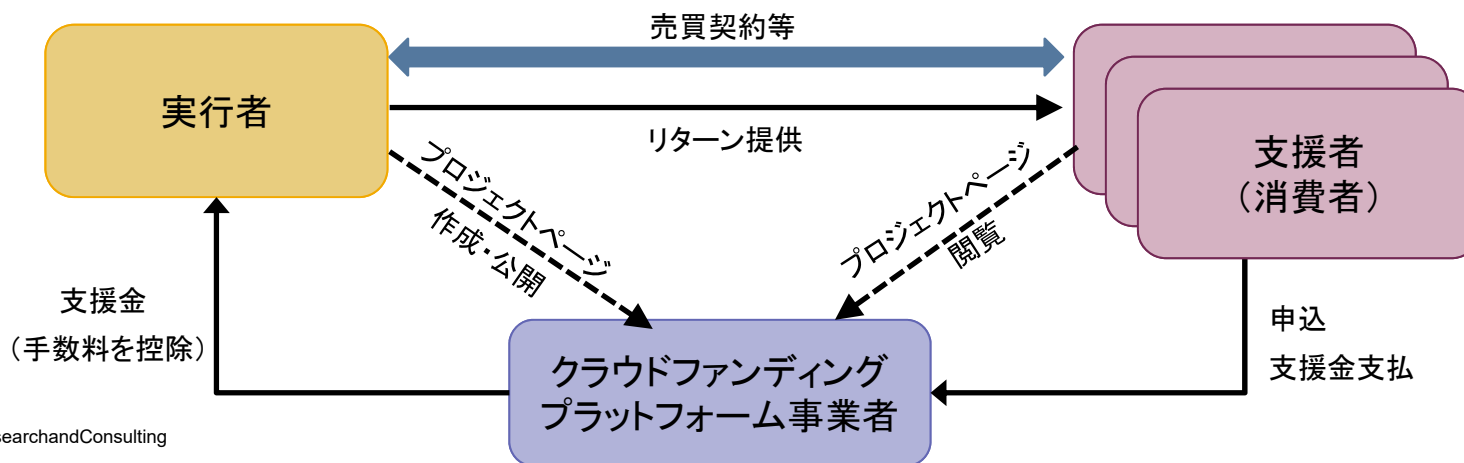 売買契約等
実行者
リターン提供
支援者
（消費者）
プロジェクトページ
作成・公開
プロジェクトページ
閲覧
支援金
（手数料を控除）
申込
支援金支払
クラウドファンディング
プラットフォーム事業者
searchandConsulting